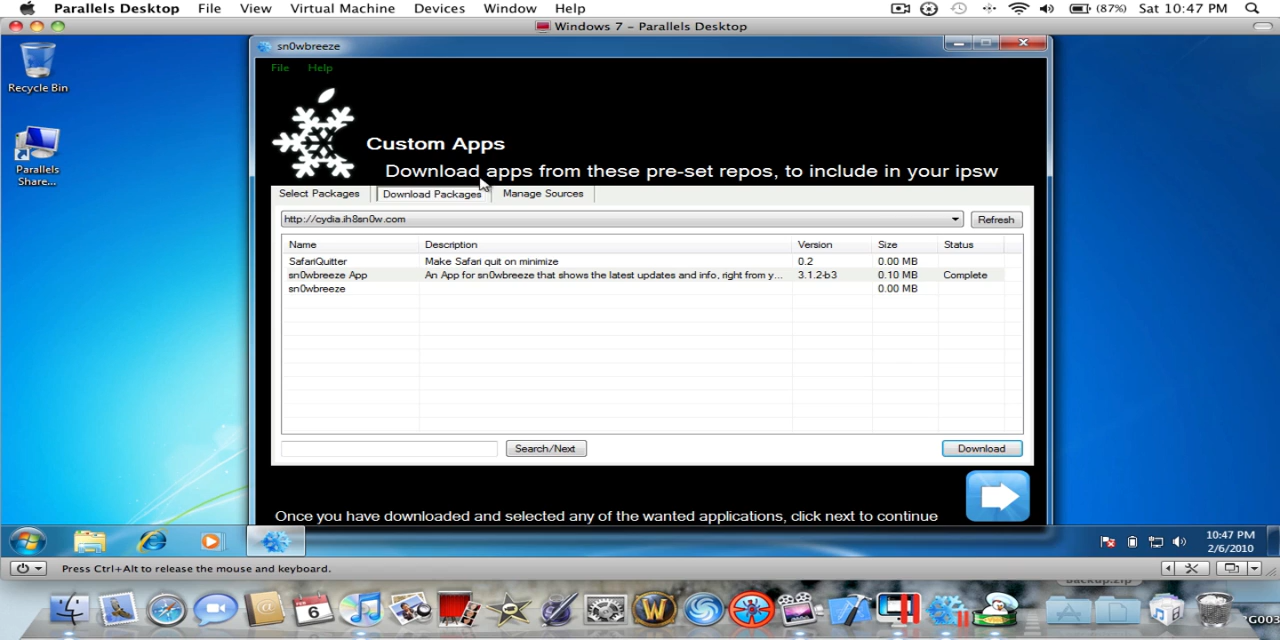 Parallels Desktop File View Virtual Machine Devices Window Help (87%) Sat 10:47 PM
Windows 7 - Parallels Desktop
Recycle Bin
Parallels
Share...
sn0wbreeze
File Help
Custom Apps
Download apps from these pre-set repos, to include in your ipsw
Select Packages Download Packages Manage Sources
http://cydia.ih8sn0w.com Refresh
Name Description Version Size Status
SafariQuitter Make Safari quit on minimize 0.2 0.00 MB
sn0wbreeze App An App for sn0wbreeze that shows the latest updates and info, right from y... 3.1.2-b3 0.10 MB Complete
sn0wbreeze 0.00 MB
Search/Next Download
Once you have downloaded and selected any of the wanted applications, click next to continue
10:47 PM
2/6/2010
Press Ctrl+Alt to release the mouse and keyboard.
Backup.zip
FEB
6
W